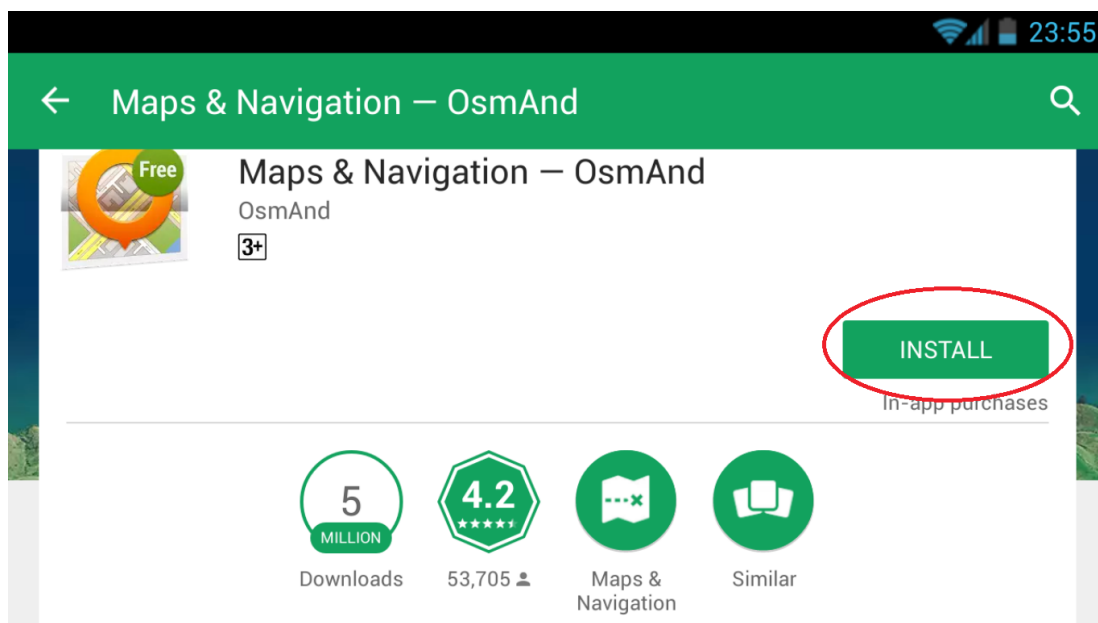 23:55
Maps & Navigation — OsmAnd
Free
Maps & Navigation — OsmAnd
OsmAnd
3+
INSTALL
In-app purchases
5
MILLION
4.2
Downloads
53,705
Maps &
Navigation
Similar